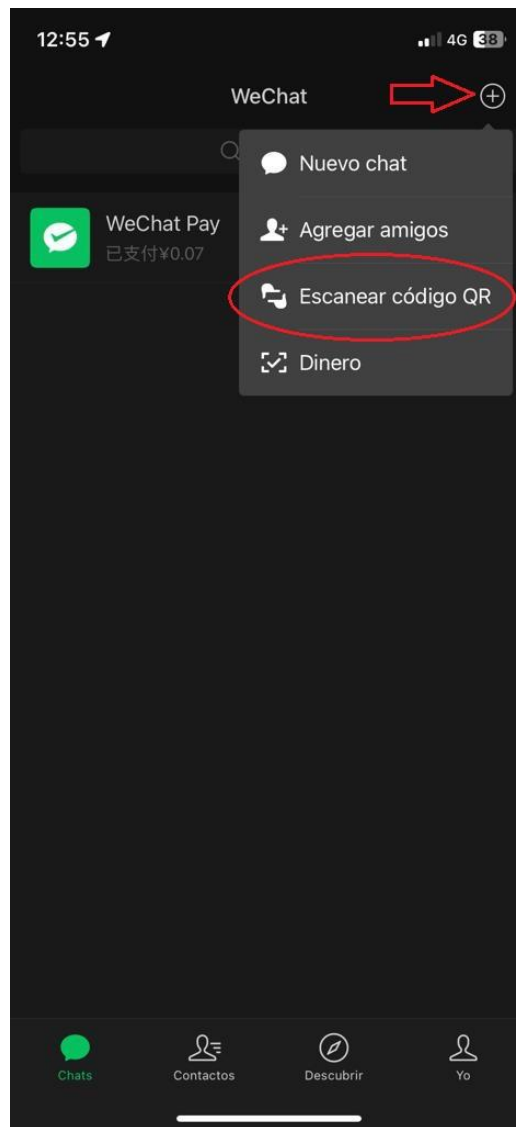 12:55
4G 38
WeChat
Nuevo chat
WeChat Pay
已支付¥0.07
Agregar amigos
Escanear código QR
Dinero
Chats
Contactos
Descubrir
Yo